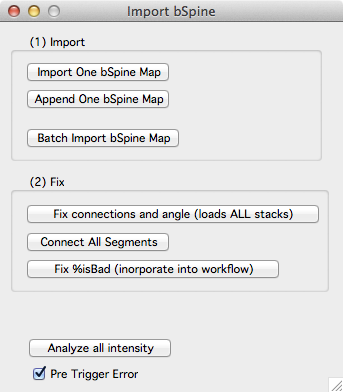 Import bSpine
(1) Import
Import One bSpine Map
Append One bSpine Map
Batch Import bSpine Map
(2) Fix
Fix connections and angle (loads ALL stacks)
Connect All Segments
Fix %isBad (inorporate into workflow)
Analyze all intensity
Pre Trigger Error